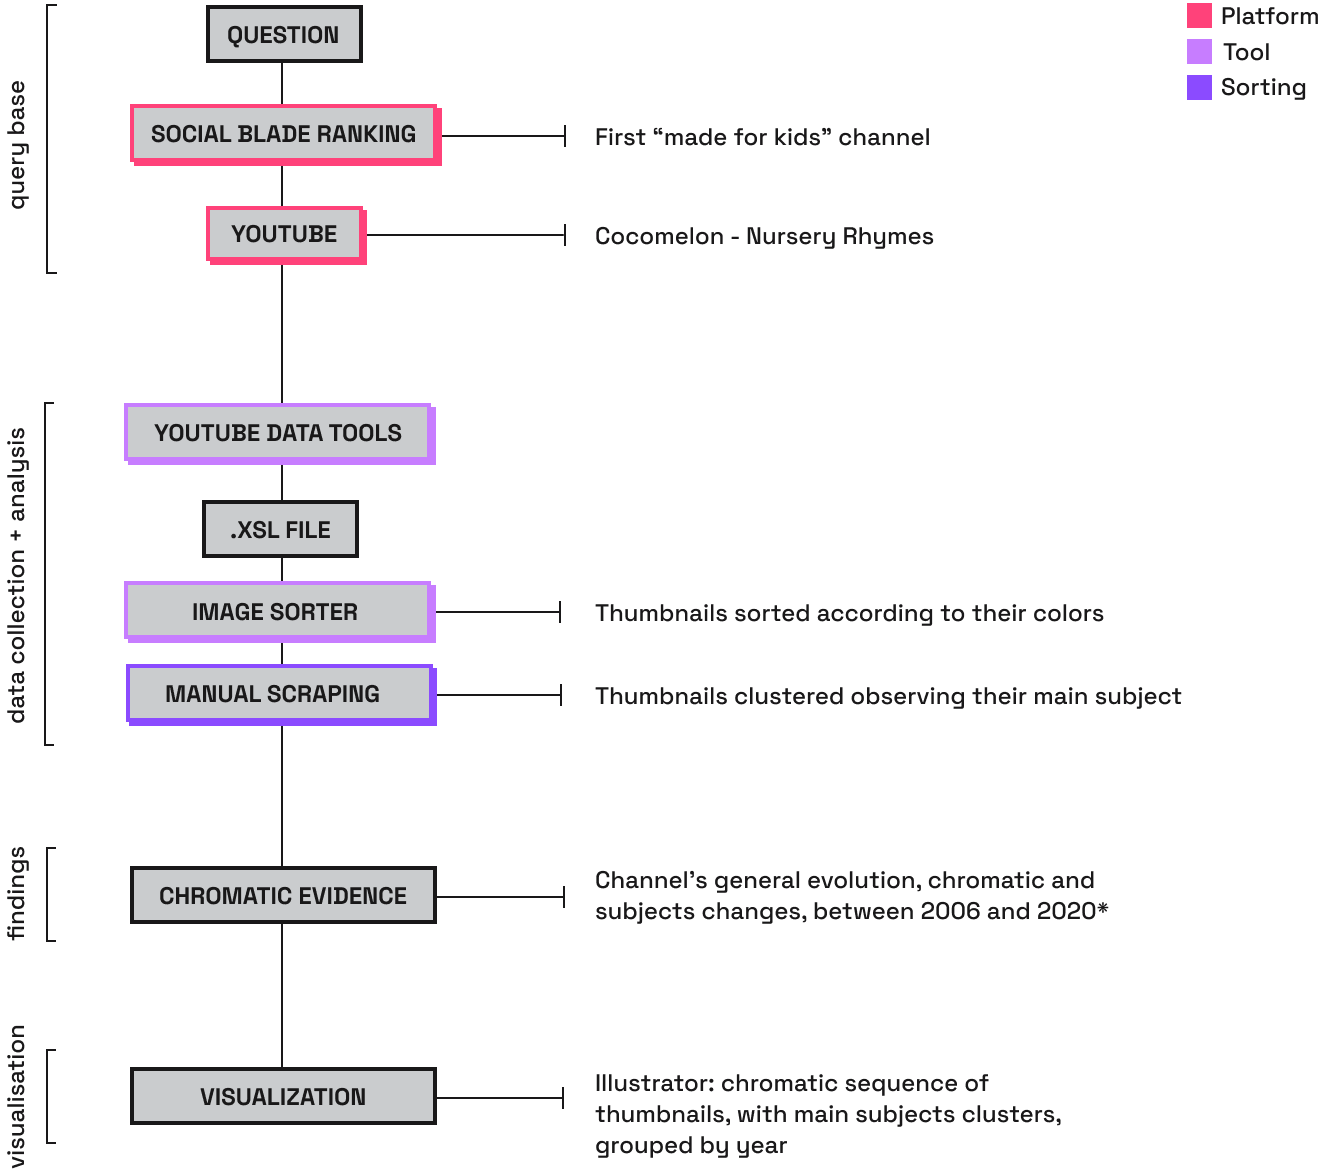 Platform
Tool
Sorting
query base
QUESTION
SOCIAL BLADE RANKING
First “made for kids” channel
YOUTUBE
Cocomelon - Nursery Rhymes
data collection + analysis
YOUTUBE DATA TOOLS
.XSL FILE
IMAGE SORTER
Thumbnails sorted according to their colors
MANUAL SCRAPING
Thumbnails clustered observing their main subject
findings
CHROMATIC EVIDENCE
Channel’s general evolution, chromatic and
subjects changes, between 2006 and 2020*
visualisation
VISUALIZATION
Illustrator: chromatic sequence of
thumbnails, with main subjects clusters,
grouped by year